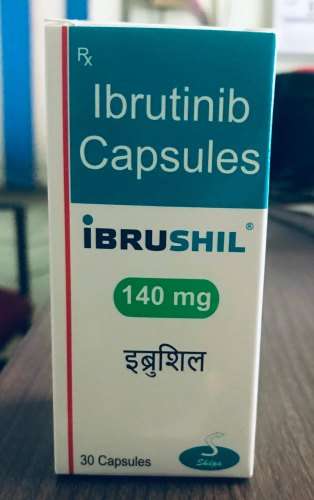 Rx
Ibrutinib
Capsules
iBRUSHIL®
140 mg
इब्रुशिल
30 Capsules
Shilpa